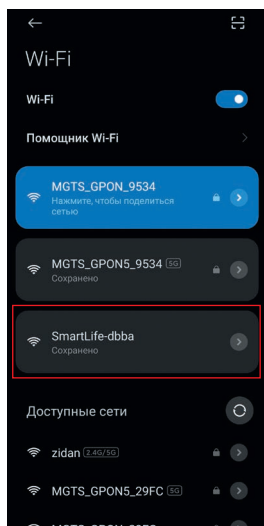 Wi-Fi
Wi-Fi
Помощник Wi-Fi
MGTS_GPON_9534
Нажмите, чтобы поделиться
сетью
MGTS_GPON5_9534 5G
Сохранено
SmartLife-dbba
Сохранено
Доступные сети
zidan 2.4G/5G
MGTS_GPON5_29FC 5G